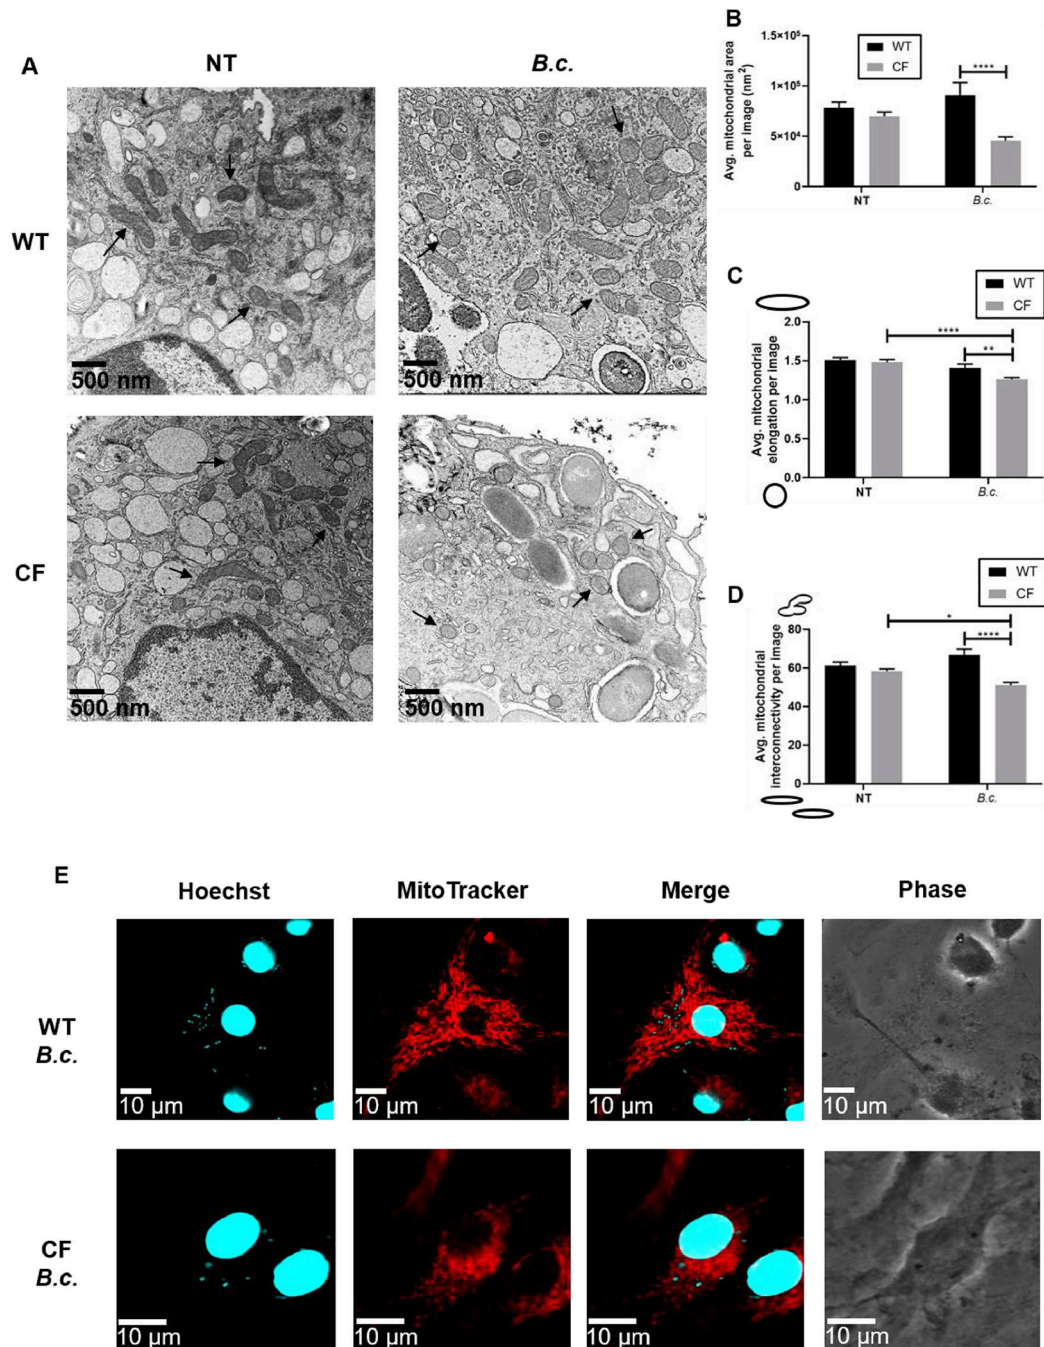 A
NT
B.c.
WT
500 nm
500 nm
CF
500 nm
500 nm
B
Avg. mitochondrial area
per Image (nm²)
1.5×10⁵
1×10⁵
5×10⁴
0
WT
CF
****
NT
B.c.
C
Avg. mitochondrial
elongation per Image
2.0
1.5
1.0
0.5
0.0
WT
CF
****
**
NT
B.c.
D
Avg. mitochondrial
interconnectivity per Image
80
60
40
20
0
WT
CF
*
****
NT
B.c.
E
Hoechst
MitoTracker
Merge
Phase
WT
B.c.
10 µm
10 µm
10 µm
10 µm
CF
B.c.
10 µm
10 µm
10 µm
10 µm